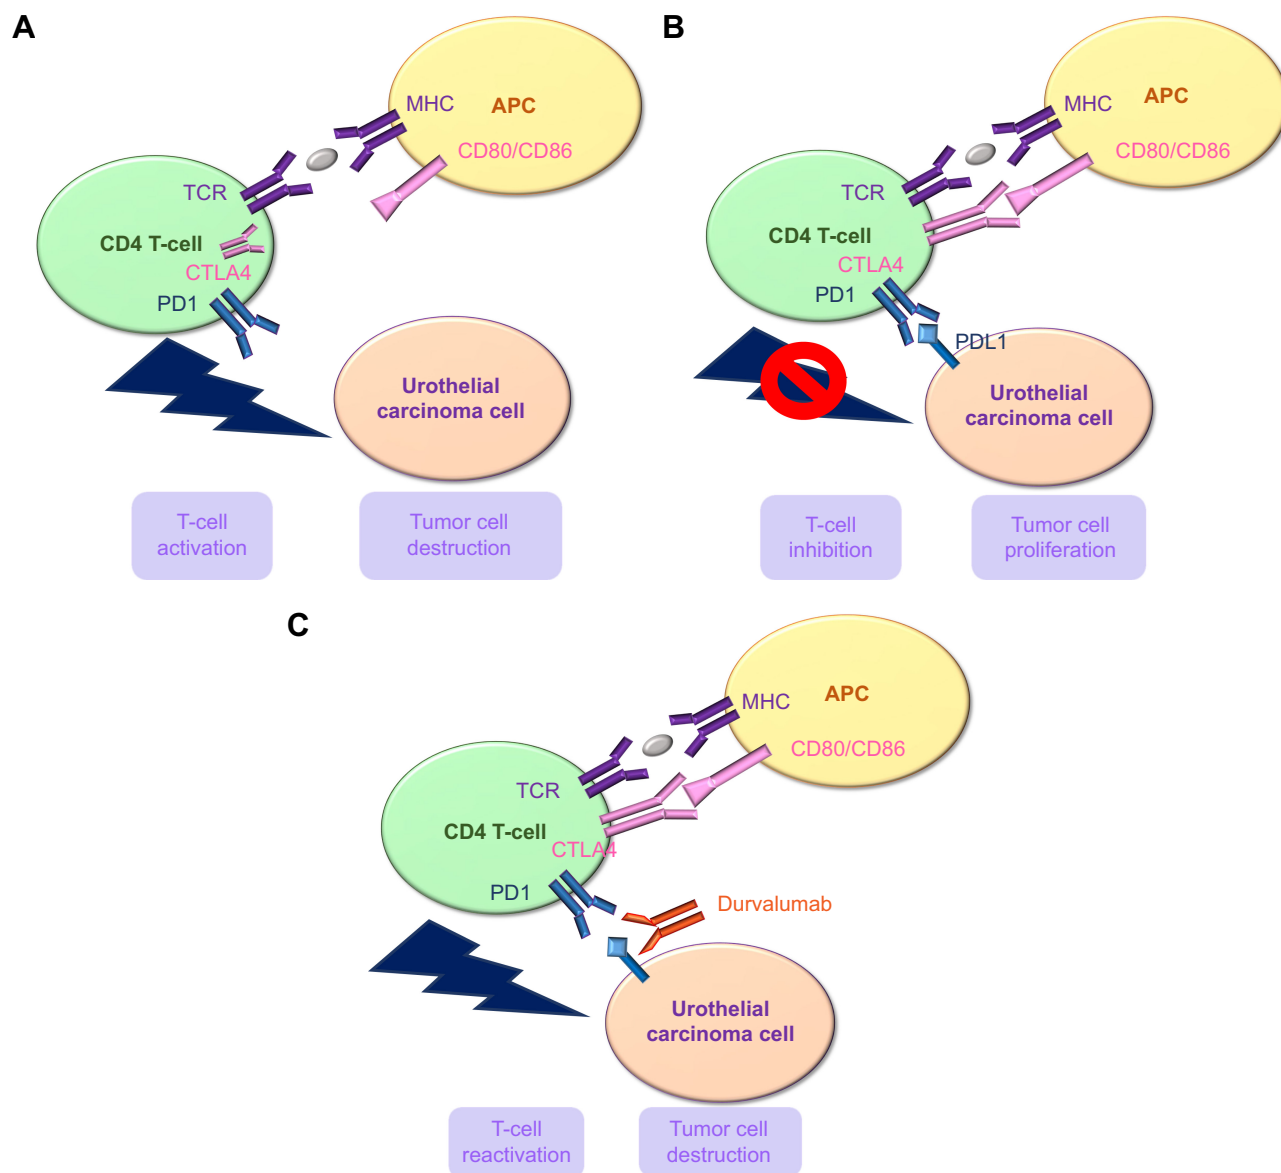 A
MHC
APC
CD80/CD86
TCR
CD4 T-cell
CTLA4
PD1
Urothelial
carcinoma cell
T-cell
activation
Tumor cell
destruction
B
MHC
APC
CD80/CD86
TCR
CD4 T-cell
CTLA4
PD1
PDL1
Urothelial
carcinoma cell
T-cell
inhibition
Tumor cell
proliferation
C
MHC
APC
CD80/CD86
TCR
CD4 T-cell
CTLA4
PD1
Durvalumab
Urothelial
carcinoma cell
T-cell
reactivation
Tumor cell
destruction